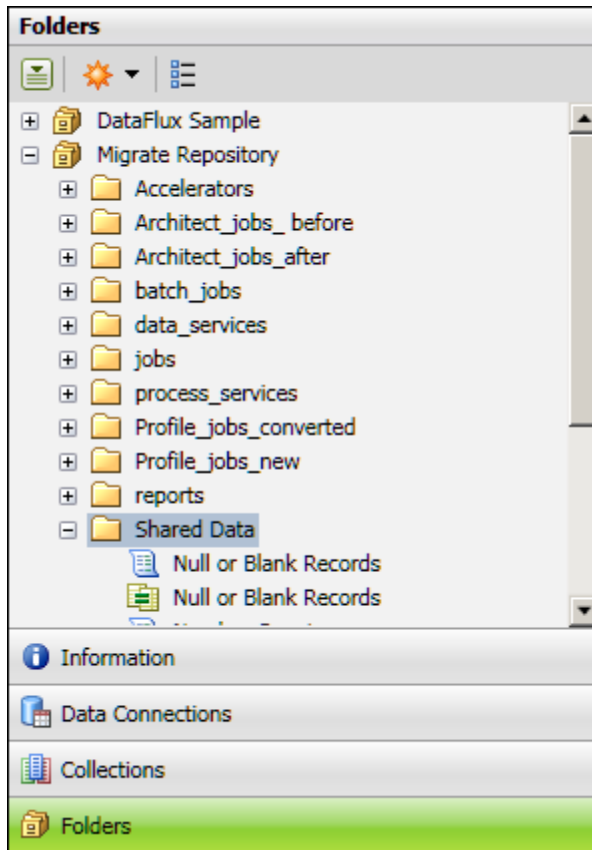 Folders
DataFlux Sample
Migrate Repository
Accelerators
Architect_jobs_ before
Architect_jobs_after
batch_jobs
data_services
jobs
process_services
Profile_jobs_converted
Profile_jobs_new
reports
Shared Data
Null or Blank Records
Null or Blank Records
Information
Data Connections
Collections
Folders